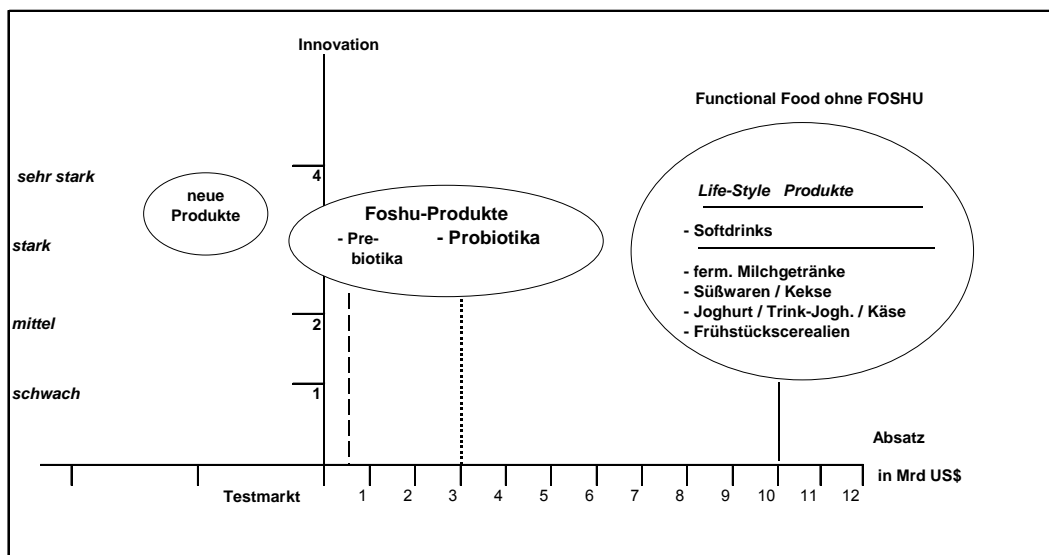 Innovation
Functional Food ohne FOSHU
sehr stark
4
neue
Produkte
Life-Style Produkte
Foshu-Produkte
- Pre-
biotika
- Probiotika
stark
- Softdrinks
- ferm. Milchgetränke
- Süßwaren / Kekse
- Joghurt / Trink-Jogh. / Käse
- Frühstückscerealien
mittel
2
schwach
1
Absatz
in Mrd US$
Testmarkt
1 2 3 4 5 6 7 8 9 10 11 12